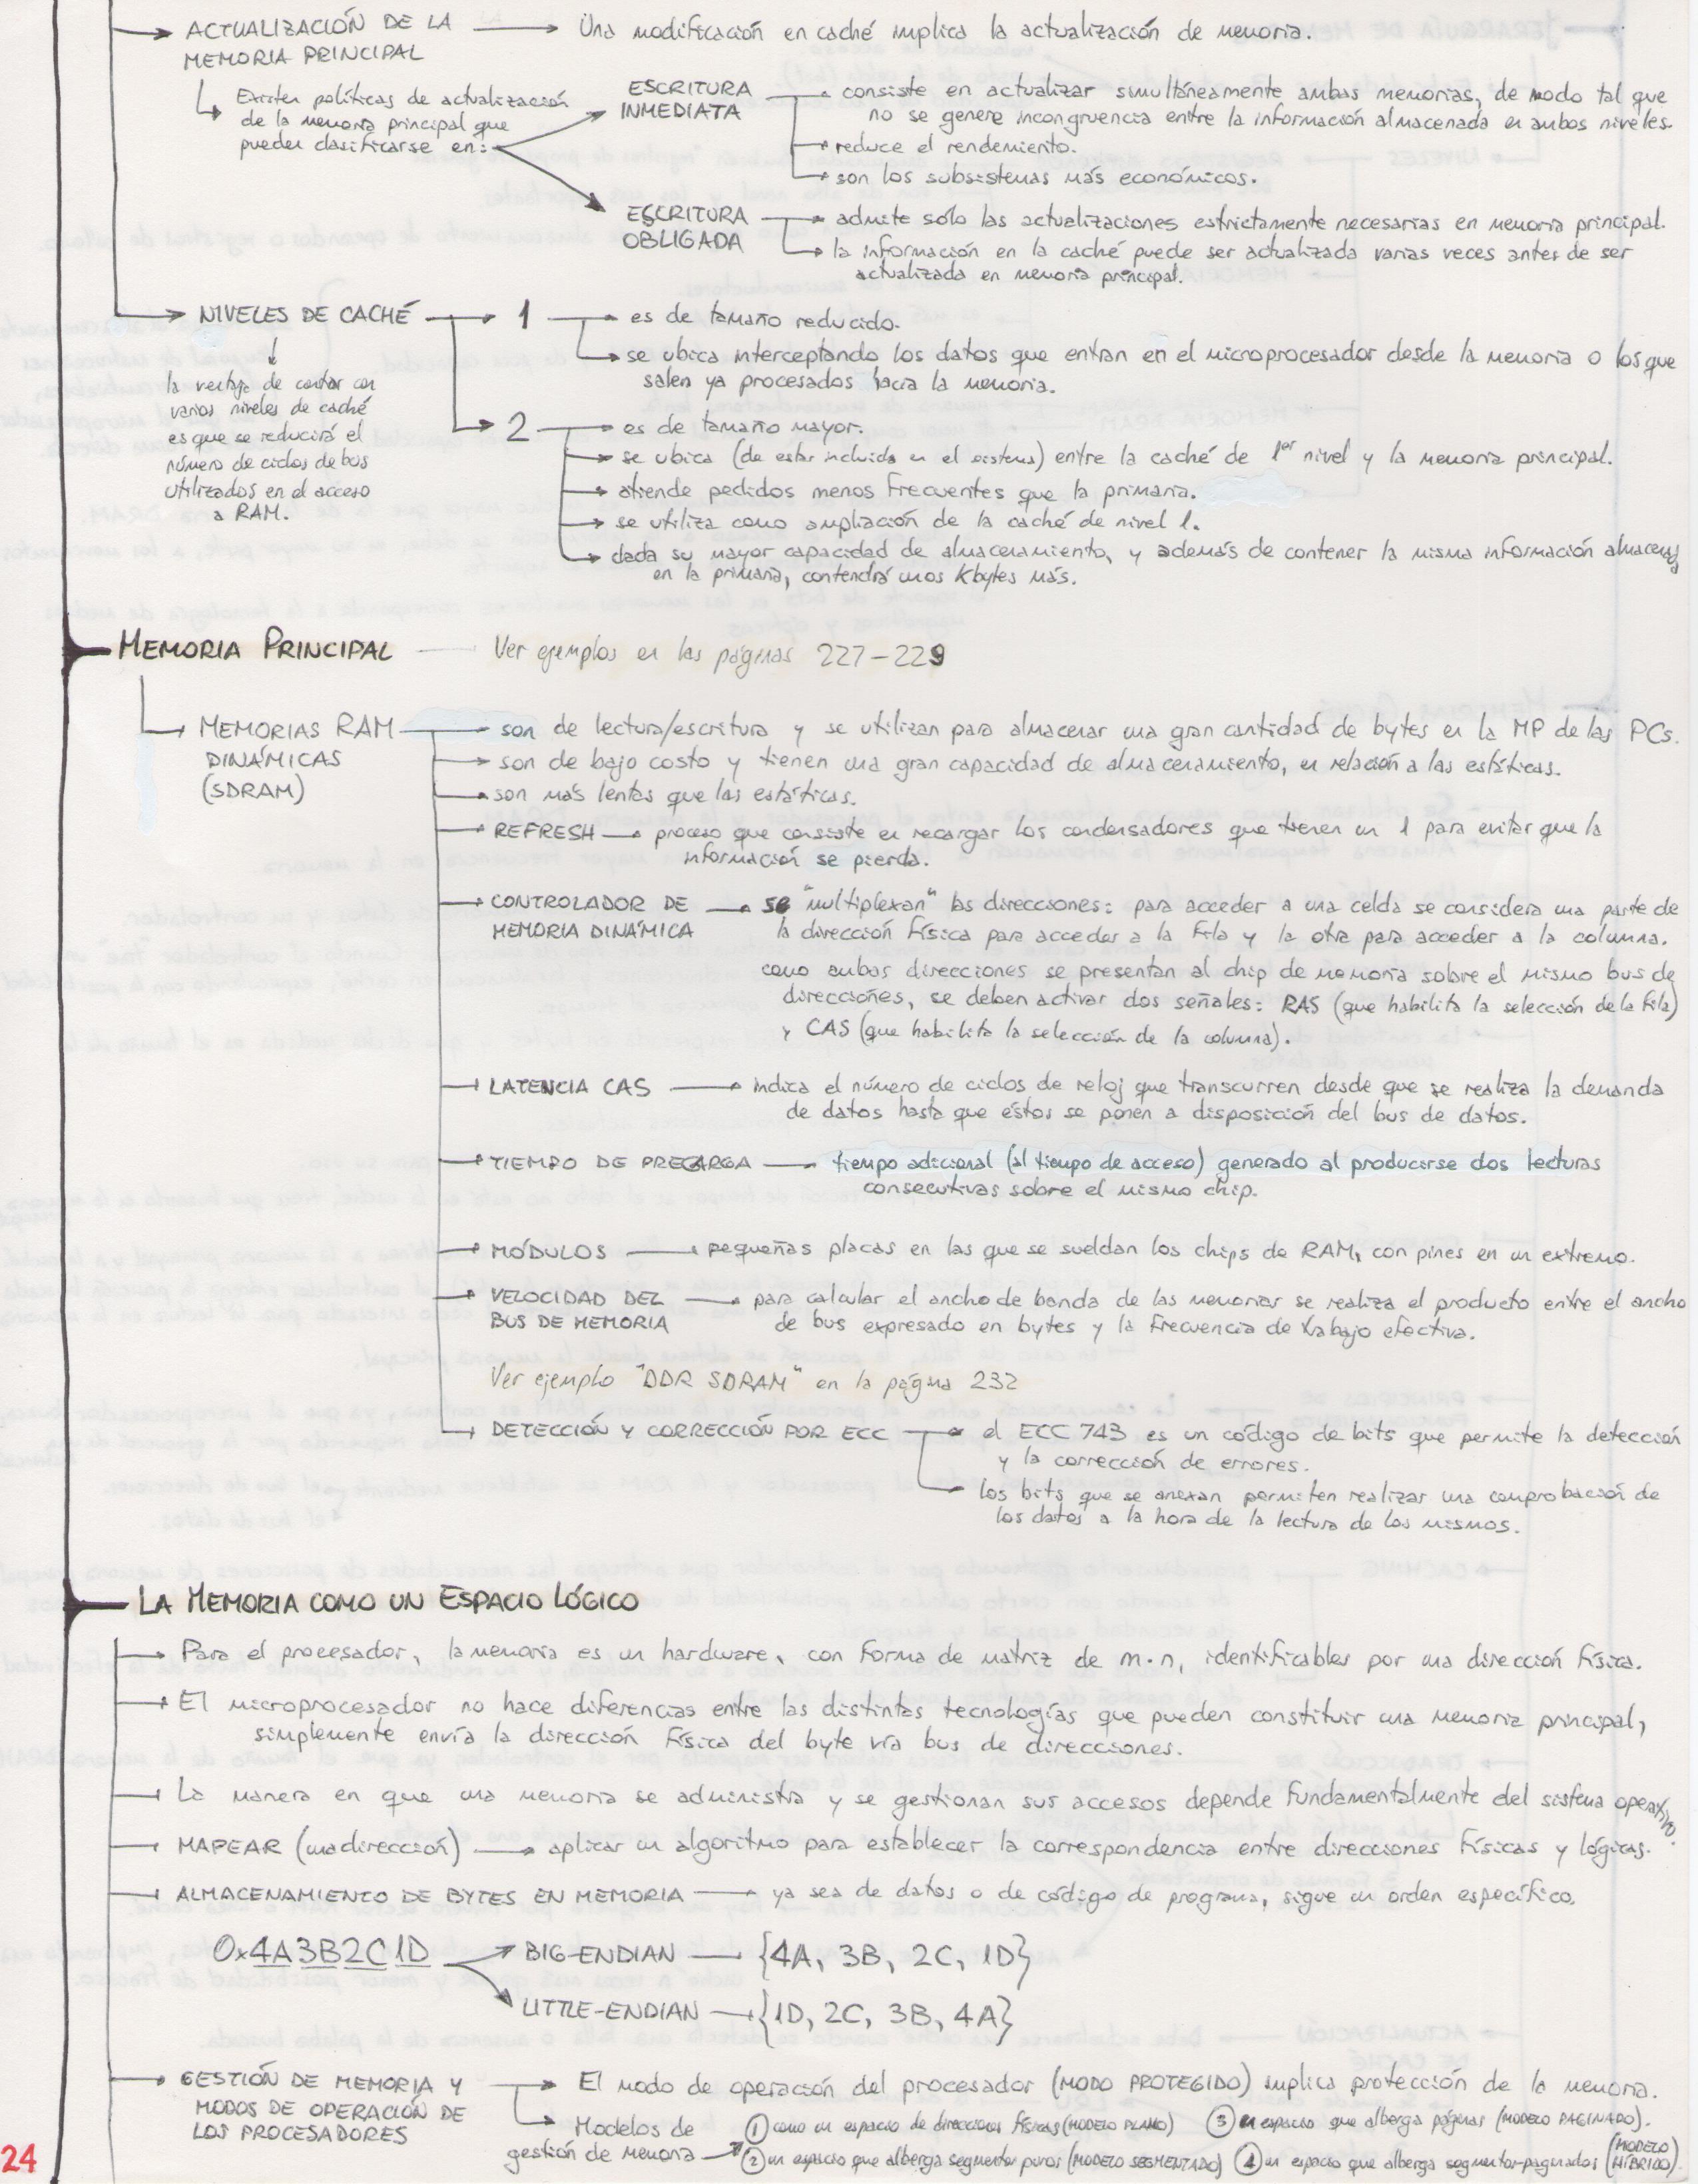 ACTUALIZACIÓN DE LA → Una modificación en caché implica la actualización de memoria.
MEMORIA PRINCIPAL
Existen políticas de actualización
de la memoria principal que
pueden clasificarse en:
ESCRITURA
INMEDIATA
consiste en actualizar simultáneamente ambas memorias, de modo tal que
no se genere incongruencia entre la información almacenada en ambos niveles.
reduce el rendimiento.
son los subsistemas más económicos.
ESCRITURA
OBLIGADA
admite sólo las actualizaciones estrictamente necesarias en memoria principal.
la información en la caché puede ser actualizada varias veces antes de ser
actualizada en memoria principal.
NIVELES DE CACHÉ
la ventaja de contar con
varios niveles de caché
es que se reducirá el
número de ciclos de bus
utilizados en el acceso
a RAM.
1 → es de tamaño reducido.
se ubica interceptando los datos que entran en el microprocesador desde la memoria o los que
salen ya procesados hacia la memoria.
2 → es de tamaño mayor.
se ubica (de estar incluida en el sistema) entre la caché de 1er nivel y la memoria principal.
atiende pedidos menos frecuentes que la primaria.
se utiliza como ampliación de la caché de nivel 1.
dada su mayor capacidad de almacenamiento, y además de contener la misma información almacenada
en la primaria, contendrá unos Kbytes más.
MEMORIA PRINCIPAL — Ver ejemplos en las páginas 227-229
MEMORIAS RAM
DINÁMICAS
(SDRAM)
son de lectura/escritura y se utilizan para almacenar una gran cantidad de bytes en la MP de las PCs.
son de bajo costo y tienen una gran capacidad de almacenamiento, en relación a las estáticas.
son más lentas que las estáticas.
REFRESH → proceso que consiste en recargar los condensadores que tienen un 1 para evitar que la
información se pierda.
CONTROLADOR DE
MEMORIA DINÁMICA
se "multiplexan" las direcciones: para acceder a una celda se considera una parte de
la dirección física para acceder a la fila y la otra para acceder a la columna.
como ambas direcciones se presentan al chip de memoria sobre el mismo bus de
direcciones, se deben activar dos señales: RAS (que habilita la selección de la fila)
y CAS (que habilita la selección de la columna).
LATENCIA CAS → indica el número de ciclos de reloj que transcurren desde que se realiza la demanda
de datos hasta que éstos se ponen a disposición del bus de datos.
TIEMPO DE PRECARGA → tiempo adicional (al tiempo de acceso) generado al producirse dos lecturas
consecutivas sobre el mismo chip.
MÓDULOS → pequeñas placas en las que se sueldan los chips de RAM, con pines en un extremo.
VELOCIDAD DEL
BUS DE MEMORIA
para calcular el ancho de banda de las memorias se realiza el producto entre el ancho
de bus expresado en bytes y la frecuencia de trabajo efectiva.
Ver ejemplo "DDR SDRAM" en la página 232
DETECCIÓN Y CORRECCIÓN POR ECC → el ECC 743 es un código de bits que permite la detección
y la corrección de errores.
los bits que se anexan permiten realizar una comprobación de
los datos a la hora de la lectura de los mismos.
LA MEMORIA COMO UN ESPACIO LÓGICO
Para el procesador, la memoria es un hardware, con forma de matriz de m·n, identificables por una dirección física.
El microprocesador no hace diferencias entre las distintas tecnologías que pueden constituir una memoria principal,
simplemente envía la dirección física del byte vía bus de direcciones.
La manera en que una memoria se administra y se gestionan sus accesos depende fundamentalmente del sistema operativo.
MAPEAR (una dirección) → aplicar un algoritmo para establecer la correspondencia entre direcciones físicas y lógicas.
ALMACENAMIENTO DE BYTES EN MEMORIA → ya sea de datos o de código de programa, sigue un orden específico.
0x4A3B2C1D
BIG-ENDIAN → {4A, 3B, 2C, 1D}
LITTLE-ENDIAN → {1D, 2C, 3B, 4A}
GESTIÓN DE MEMORIA Y
MODOS DE OPERACIÓN DE
LOS PROCESADORES
El modo de operación del procesador (MODO PROTEGIDO) implica protección de la memoria.
Modelos de
gestión de memoria
① como un espacio de direcciones físicas (MODELO PLANO)
② un espacio que alberga segmentos puros (MODELO SEGMENTADO)
③ un espacio que alberga páginas (MODELO PAGINADO).
④ un espacio que alberga segmentos-paginados (MODELO HÍBRIDO).
24